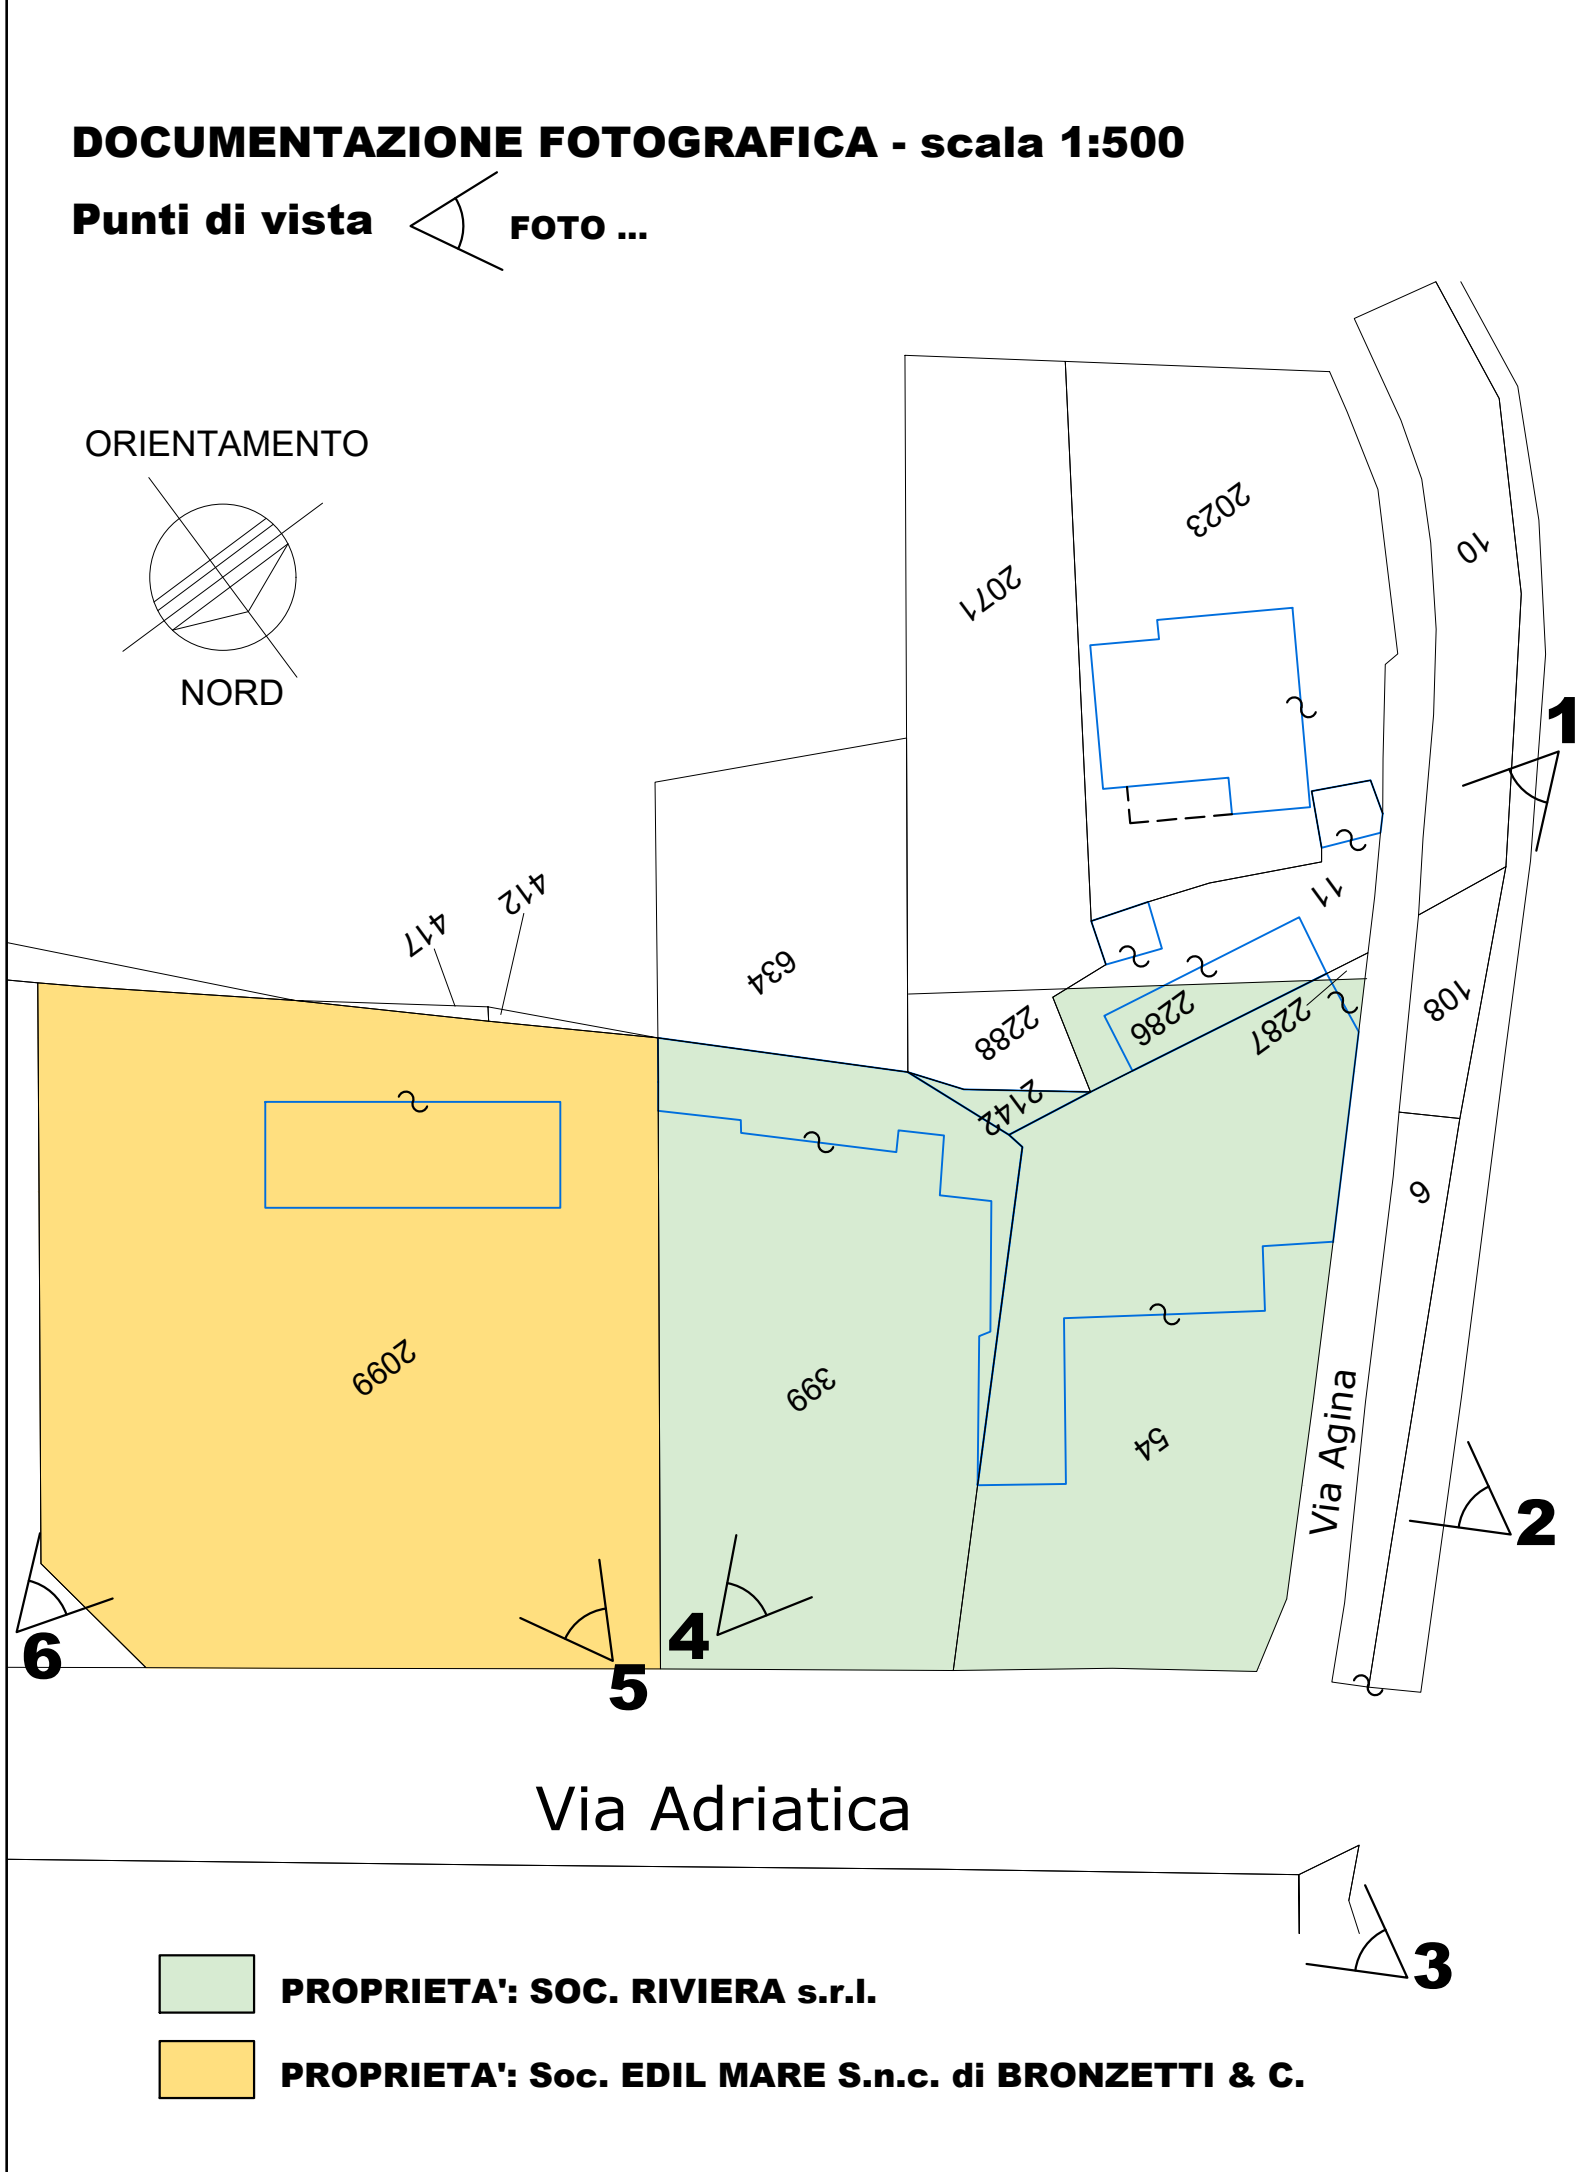 DOCUMENTAZIONE FOTOGRAFICA - scala 1:500
Punti di vista FOTO ...
ORIENTAMENTO
NORD
2023
10
2071
1
412
417
634
11
2288
2286
2287
108
2142
6
2099
399
54
Via Agina
2
4
6
5
Via Adriatica
3
PROPRIETA': SOC. RIVIERA s.r.l.
PROPRIETA': Soc. EDIL MARE S.n.c. di BRONZETTI & C.